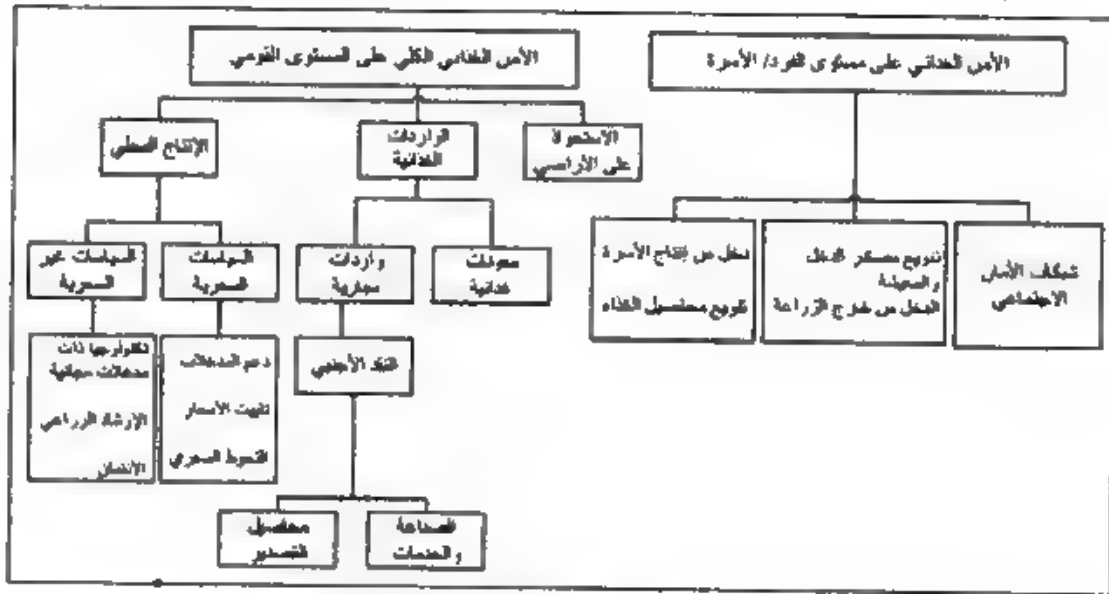 الأمن الغذائي على مستوى الفرد/ الأسرة
الأمن الغذائي الكلي على المستوى القومي
الاستحواذ
على الأراضي
الواردات
الغذائية
الإنتاج المحلي
شبكات الأمان
الاجتماعي
تنويع مصادر الدخل
والمعيشة
الدخل من خارج الزراعة
دخل من إنتاج الأسرة
تنويع محاصيل الغذاء
معونات
غذائية
واردات
تجارية
السياسات
السعرية
السياسات غير
السعرية
النقد الأجنبي
دعم المدخلات
تثبيت الأسعار
التحوط السعري
تكنولوجيا ذات
مدخلات مجانية
الإرشاد الزراعي
الائتمان
الصناعة
والخدمات
محاصيل
التصدير